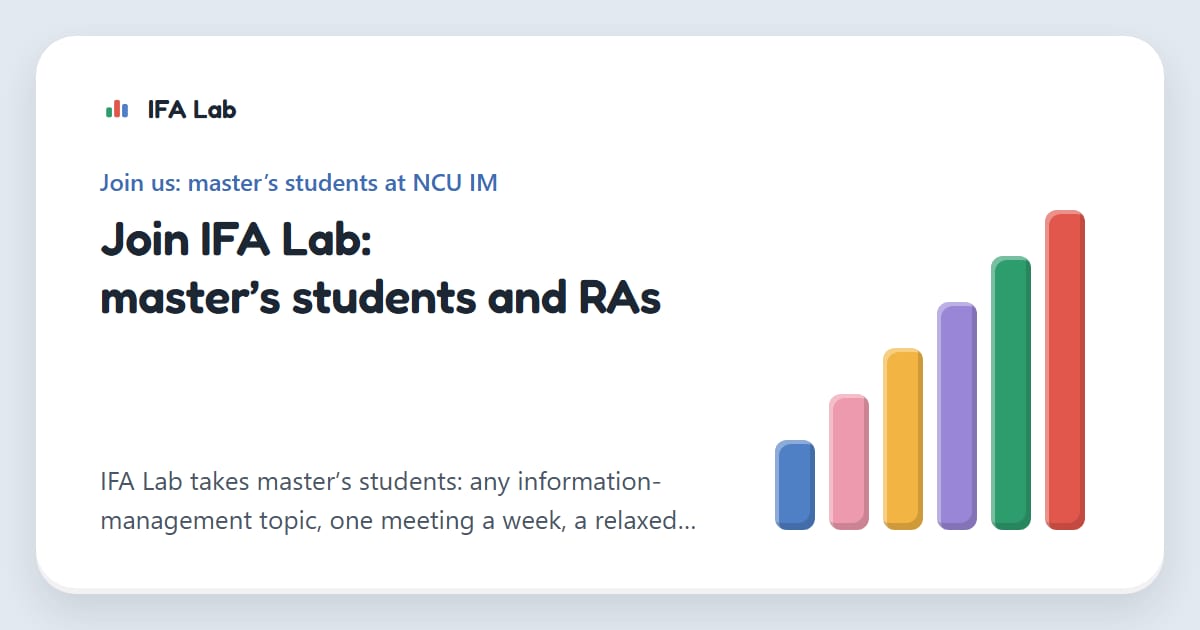 IFA Lab
Join us: master’s students at NCU IM
Join IFA Lab:
master’s students and RAs
IFA Lab takes master’s students: any information-
management topic, one meeting a week, a relaxed…